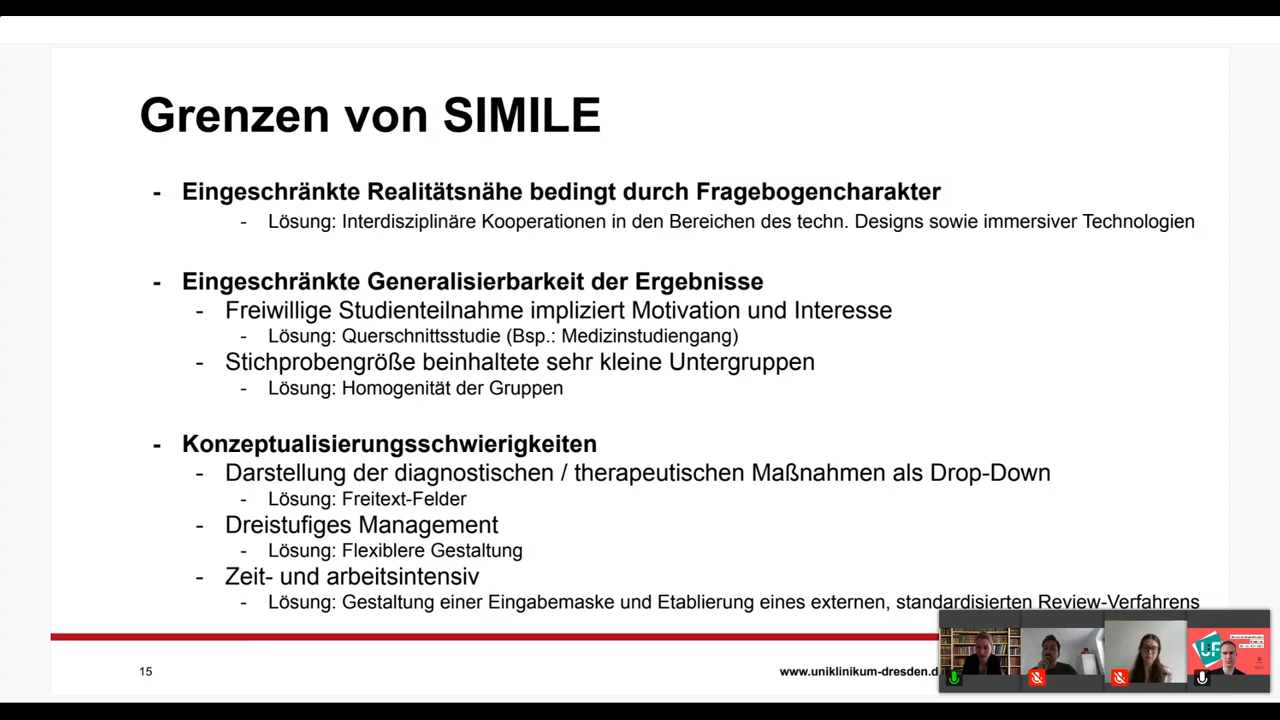 Grenzen von SIMILE
- Eingeschränkte Realitätsnähe bedingt durch Fragebogencharakter
- Lösung: Interdisziplinäre Kooperationen in den Bereichen des techn. Designs sowie immersiver Technologien
- Eingeschränkte Generalisierbarkeit der Ergebnisse
- Freiwillige Studienteilnahme impliziert Motivation und Interesse
- Lösung: Querschnittsstudie (Bsp.: Medizinstudiengang)
- Stichprobengröße beinhaltete sehr kleine Untergruppen
- Lösung: Homogenität der Gruppen
- Konzeptualisierungsschwierigkeiten
- Darstellung der diagnostischen / therapeutischen Maßnahmen als Drop-Down
- Lösung: Freitext-Felder
- Dreistufiges Management
- Lösung: Flexiblere Gestaltung
- Zeit- und arbeitsintensiv
- Lösung: Gestaltung einer Eingabemaske und Etablierung eines externen, standardisierten Review-Verfahrens
15
www.uniklinikum-dresden.d
UF